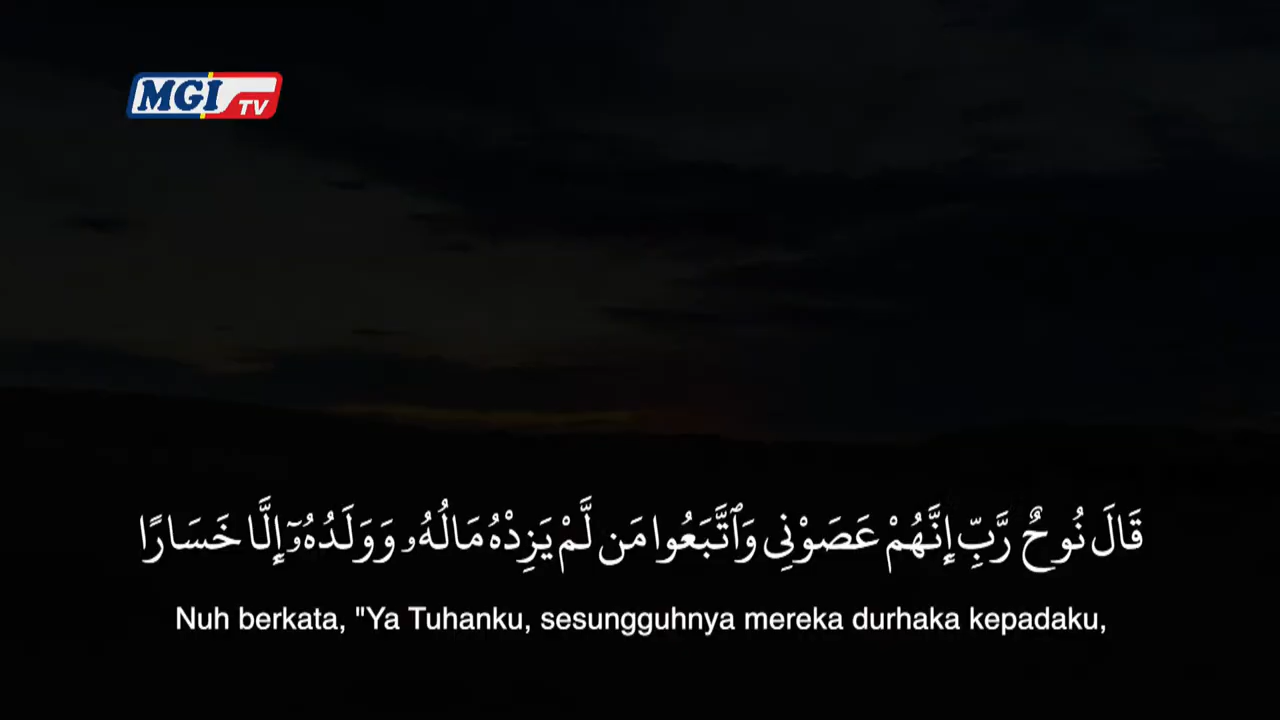 MGI TV
قَالَ نُوحٌ رَّبِّ إِنَّهُمْ عَصَوْنِى وَٱتَّبَعُوا مَن لَّمْ يَزِدْهُ مَالُهُۥ وَوَلَدُهُۥٓ إِلَّا خَسَارًا
Nuh berkata, "Ya Tuhanku, sesungguhnya mereka durhaka kepadaku,